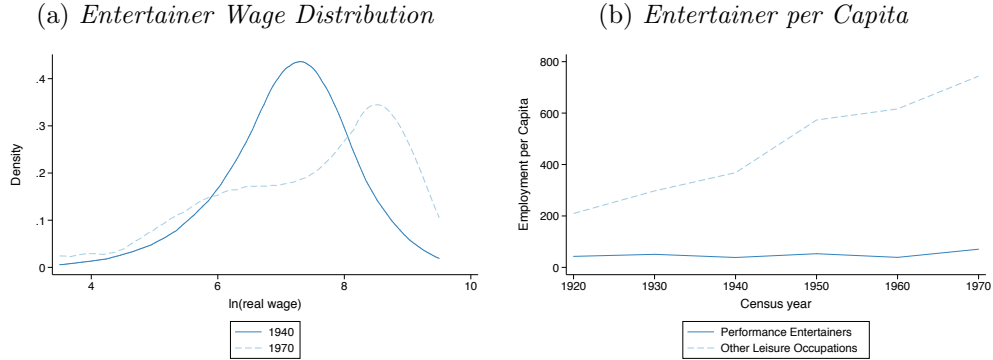 (a) Entertainer Wage Distribution
Density
.4
.3
.2
.1
0
4
6
8
10
ln(real wage)
1940
1970
(b) Entertainer per Capita
Employment per Capita
800
600
400
200
0
1920
1930
1940
1950
1960
1970
Census year
Performance Entertainers
Other Leisure Occupations